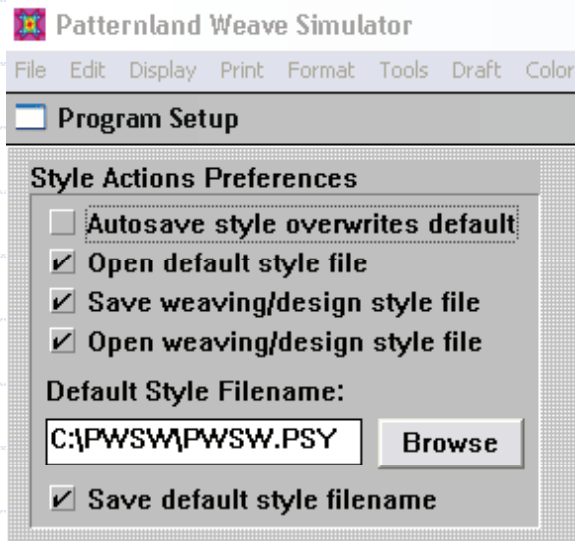 Patternland Weave Simulator
File Edit Display Print Format Tools Draft Color
Program Setup
Style Actions Preferences
Autosave style overwrites default
Open default style file
Save weaving/design style file
Open weaving/design style file
Default Style Filename:
C:\PWSW\PWSW.PSY Browse
Save default style filename